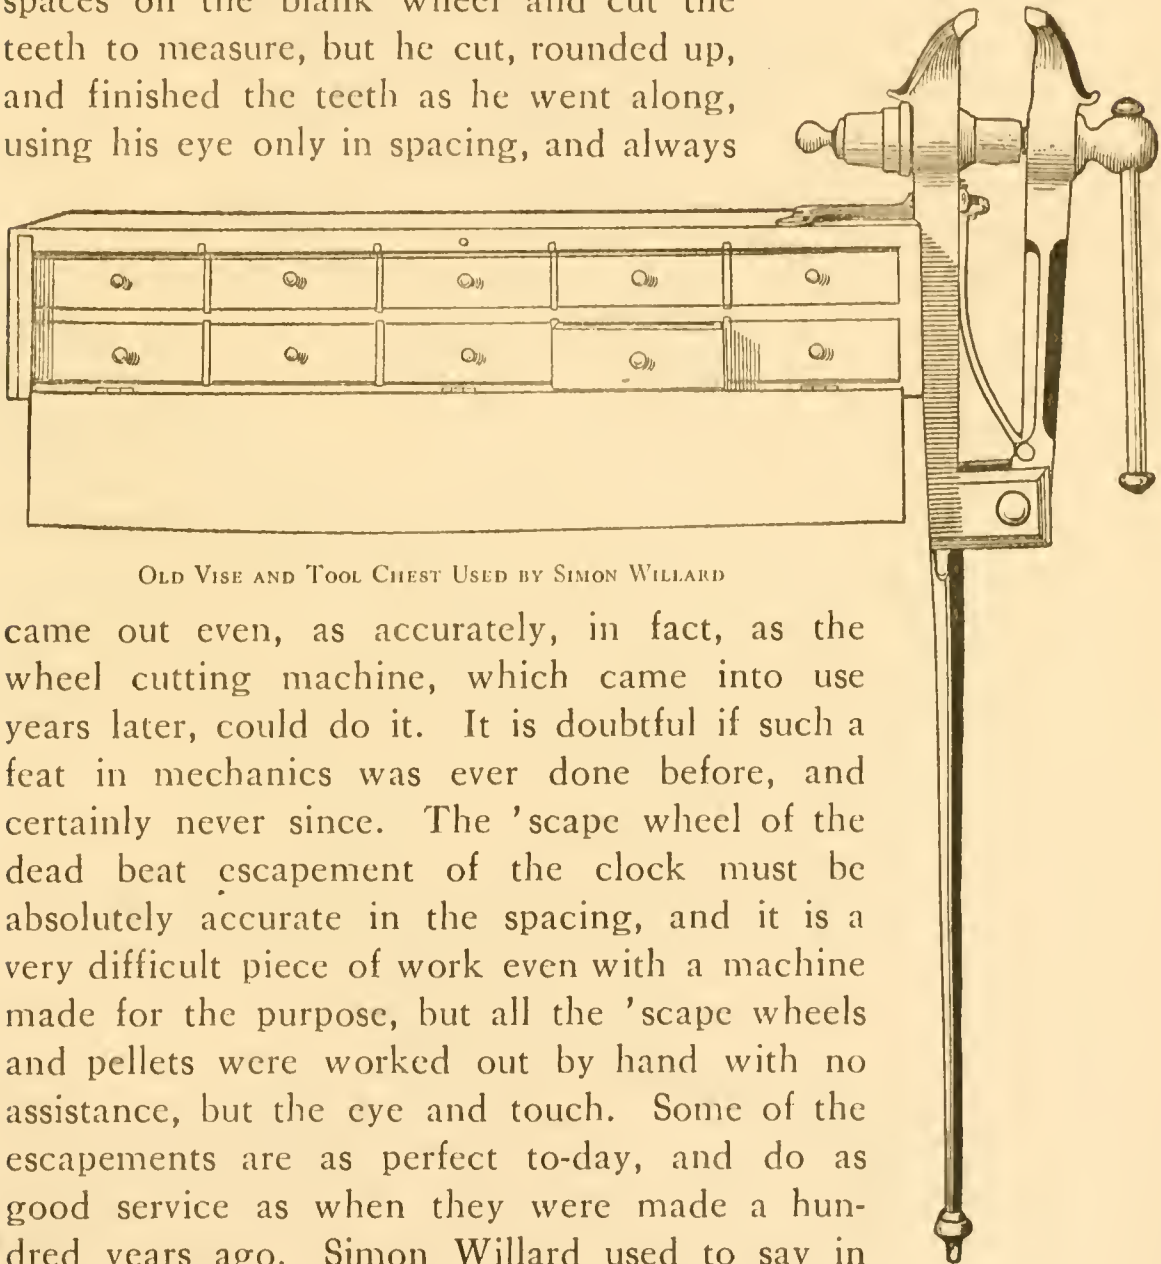 spaces on the blank wheel and cut the
teeth to measure, but he cut, rounded up,
and finished the teeth as he went along,
using his eye only in spacing, and always
Old Vise and Tool Chest Used by Simon Willard
came out even, as accurately, in fact, as the
wheel cutting machine, which came into use
years later, could do it. It is doubtful if such a
feat in mechanics was ever done before, and
certainly never since. The ’scape wheel of the
dead beat escapement of the clock must be
absolutely accurate in the spacing, and it is a
very difficult piece of work even with a machine
made for the purpose, but all the ’scape wheels
and pellets were worked out by hand with no
assistance, but the eye and touch. Some of the
escapements are as perfect to-day, and do as
good service as when they were made a hun-
dred years ago. Simon Willard used to say in